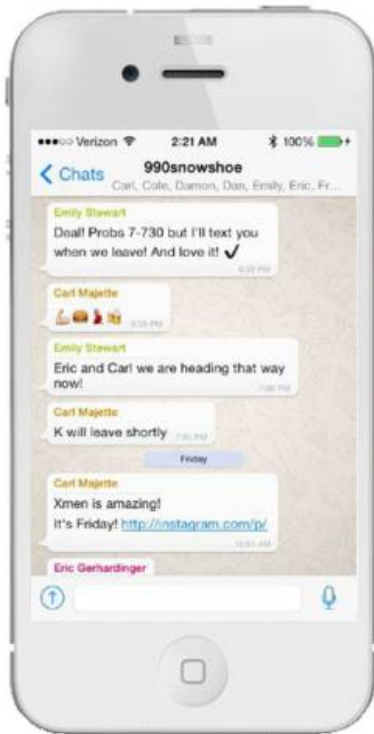 Verizon 2:21 AM 100%
Chats 990snowshoe
Carl, Cole, Damon, Dan, Emily, Eric, Fr...
Emily Stewart
Deal! Probs 7-730 but I'll text you
when we leave! And love it! ✓
Carl Majette
💪🍔💃🍻
Emily Stewart
Eric and Carl we are heading that way
now!
Carl Majette
K will leave shortly
Friday
Carl Majette
Xmen is amazing!
It's Friday! http://instagram.com/p/
Eric Gerhardinger